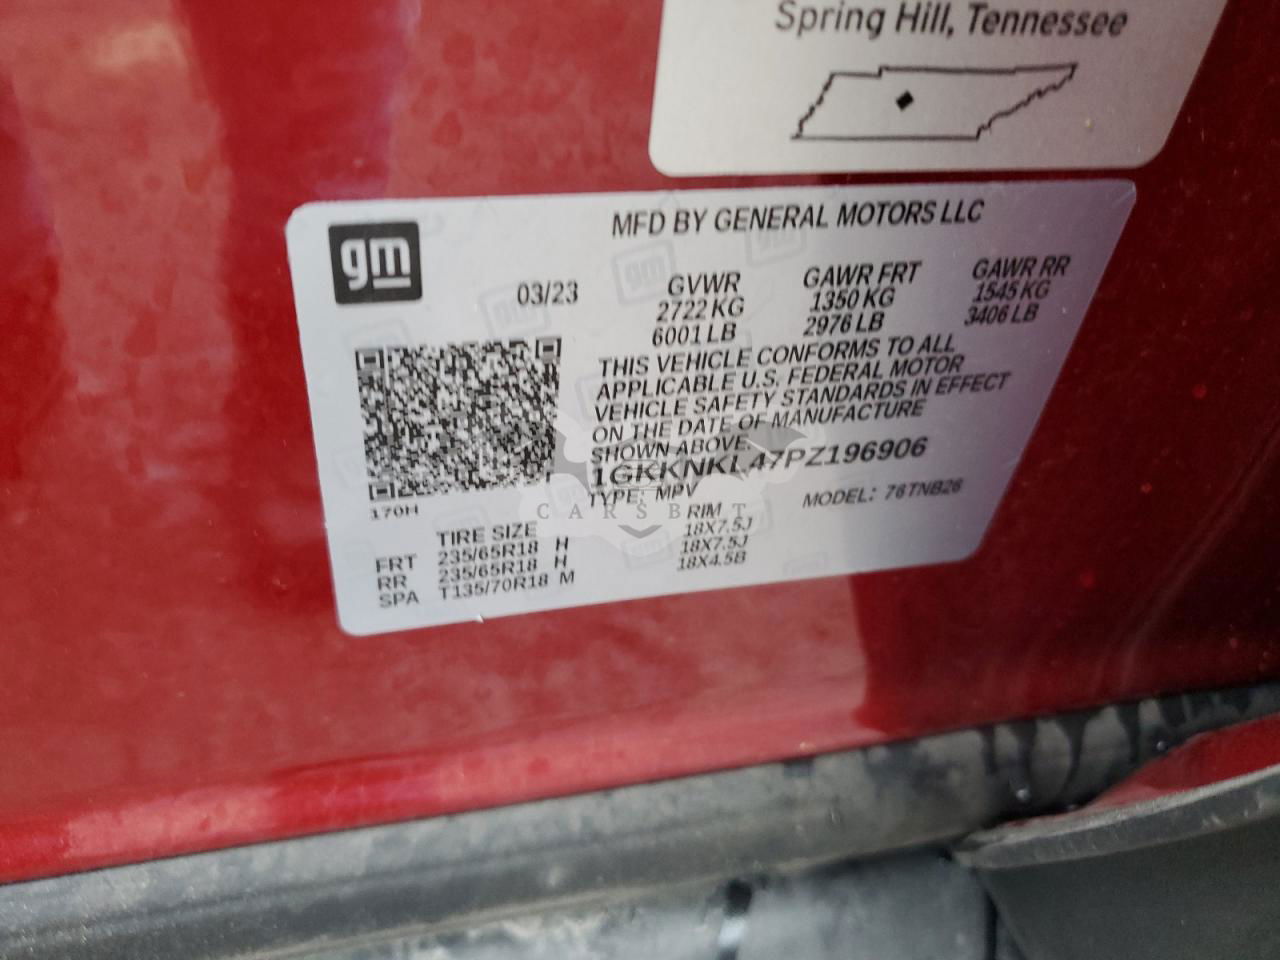 Spring Hill, Tennessee
gm
MFD BY GENERAL MOTORS LLC
03/23
GVWR
2722 KG
6001 LB
GAWR FRT
1350 KG
2976 LB
GAWR RR
1545 KG
3406 LB
THIS VEHICLE CONFORMS TO ALL
APPLICABLE U.S. FEDERAL MOTOR
VEHICLE SAFETY STANDARDS IN EFFECT
ON THE DATE OF MANUFACTURE
SHOWN ABOVE.
1GKKNKL47PZ196906
TYPE: MPV
MODEL: 76TNB26
170H
CARSBIT
TIRE SIZE RIM
FRT 235/65R18 H 18X7.5J
RR 235/65R18 H 18X7.5J
SPA T135/70R18 M 18X4.5B